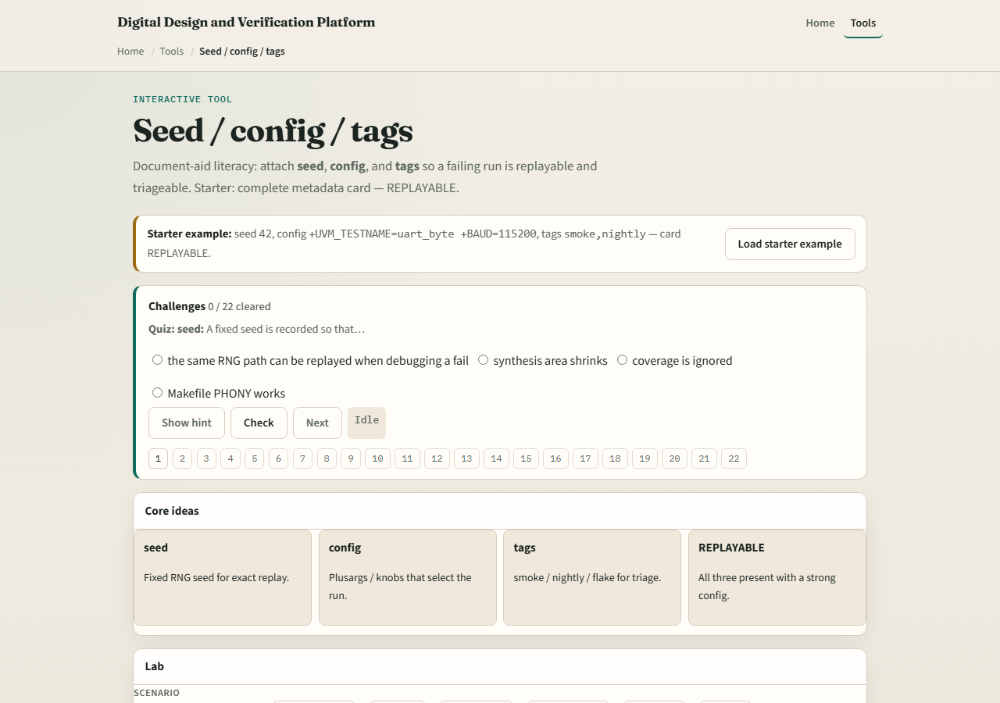 Digital Design and Verification Platform
Home
Tools
Home / Tools / Seed / config / tags
INTERACTIVE TOOL
Seed / config / tags
Document-aid literacy: attach seed, config, and tags so a failing run is replayable and
triageable. Starter: complete metadata card — REPLAYABLE.
Starter example: seed 42, config +UVM_TESTNAME=uart_byte +BAUD=115200, tags smoke,nightly — card
REPLAYABLE.
Load starter example
Challenges 0 / 22 cleared
Quiz: seed: A fixed seed is recorded so that…
the same RNG path can be replayed when debugging a fail
synthesis area shrinks
coverage is ignored
Makefile PHONY works
Show hint
Check
Next
Idle
1 2 3 4 5 6 7 8 9 10 11 12 13 14 15 16 17 18 19 20 21 22
Core ideas
seed
Fixed RNG seed for exact replay.
config
Plusargs / knobs that select the
run.
tags
smoke / nightly / flake for triage.
REPLAYABLE
All three present with a strong
config.
Lab
SCENARIO